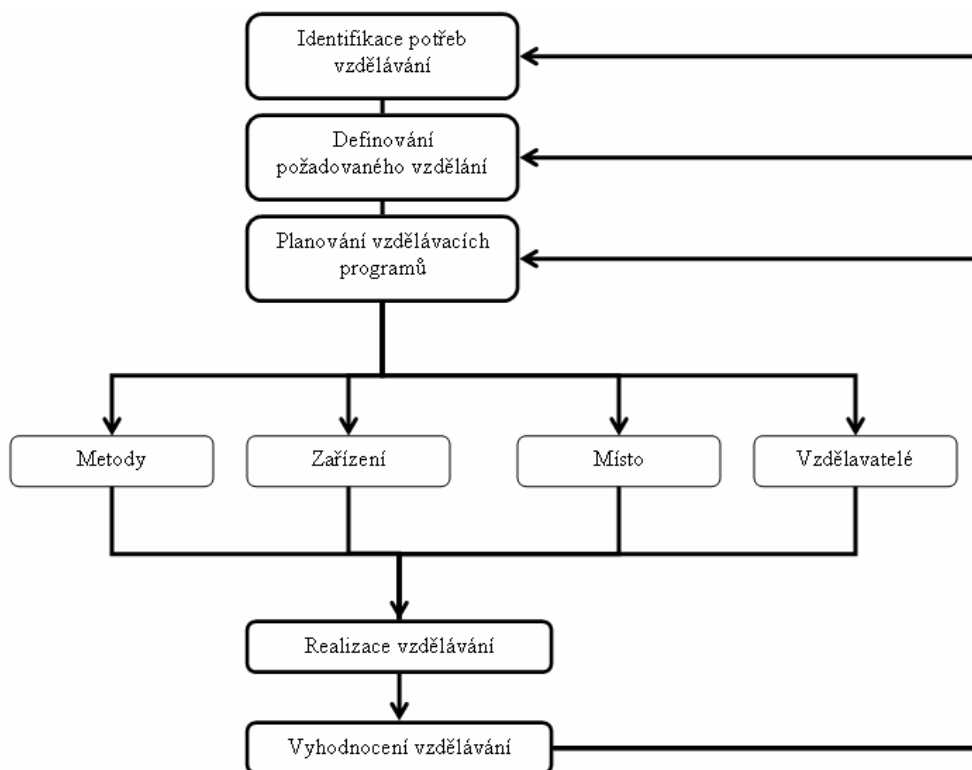 Identifikace potřeb
vzdělávání
Definování
požadovaného vzdělání
Planování vzdělávacích
programů
Metody
Zařízení
Místo
Vzdělavatelé
Realizace vzdělávání
Vyhodnocení vzdělávání